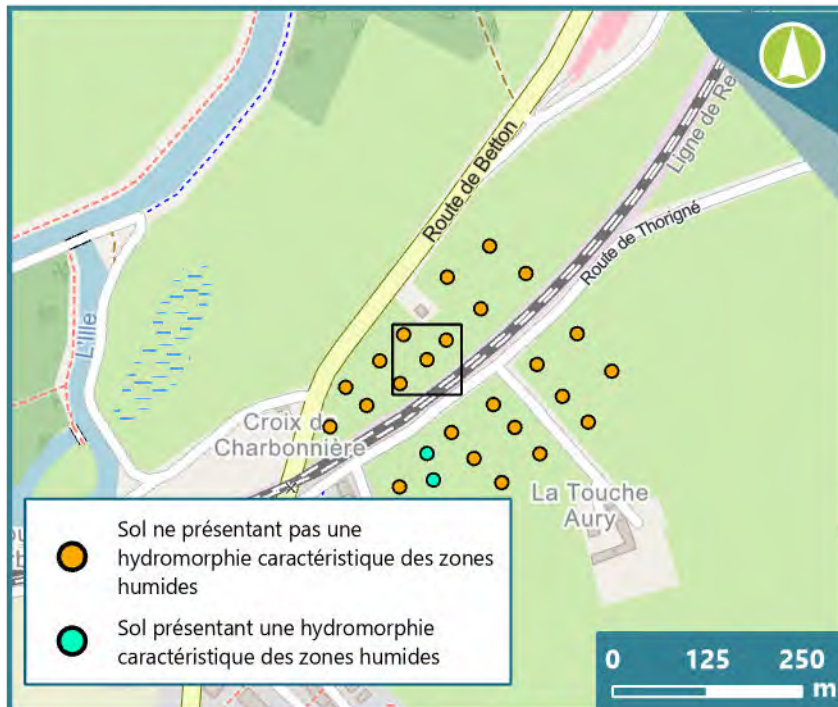 Ligne de Re
Route de Betton
Route de Thorigné
L'Ille
Croix de
Charbonnière
La Touche
Aury
Sol ne présentant pas une
hydromorphie caractéristique des zones
humides
Sol présentant une hydromorphie
caractéristique des zones humides
0 125 250
m